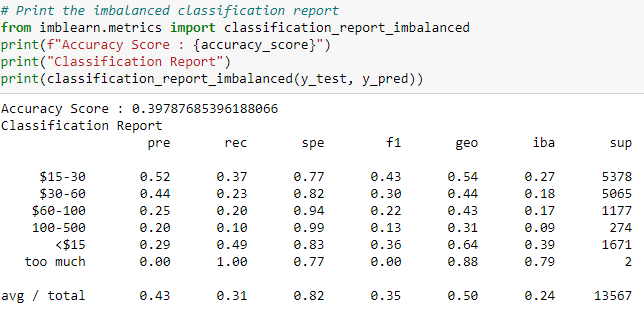 # Print the imbalanced classification report
from imblearn.metrics import classification_report_imbalanced
print(f"Accuracy Score : {accuracy_score}")
print("Classification Report")
print(classification_report_imbalanced(y_test, y_pred))
Accuracy Score : 0.39787685396188066
Classification Report
pre rec spe f1 geo iba sup
$15-30 0.52 0.37 0.77 0.43 0.54 0.27 5378
$30-60 0.44 0.23 0.82 0.30 0.44 0.18 5065
$60-100 0.25 0.20 0.94 0.22 0.43 0.17 1177
100-500 0.20 0.10 0.99 0.13 0.31 0.09 274
<$15 0.29 0.49 0.83 0.36 0.64 0.39 1671
too much 0.00 1.00 0.77 0.00 0.88 0.79 2
avg / total 0.43 0.31 0.82 0.35 0.50 0.24 13567